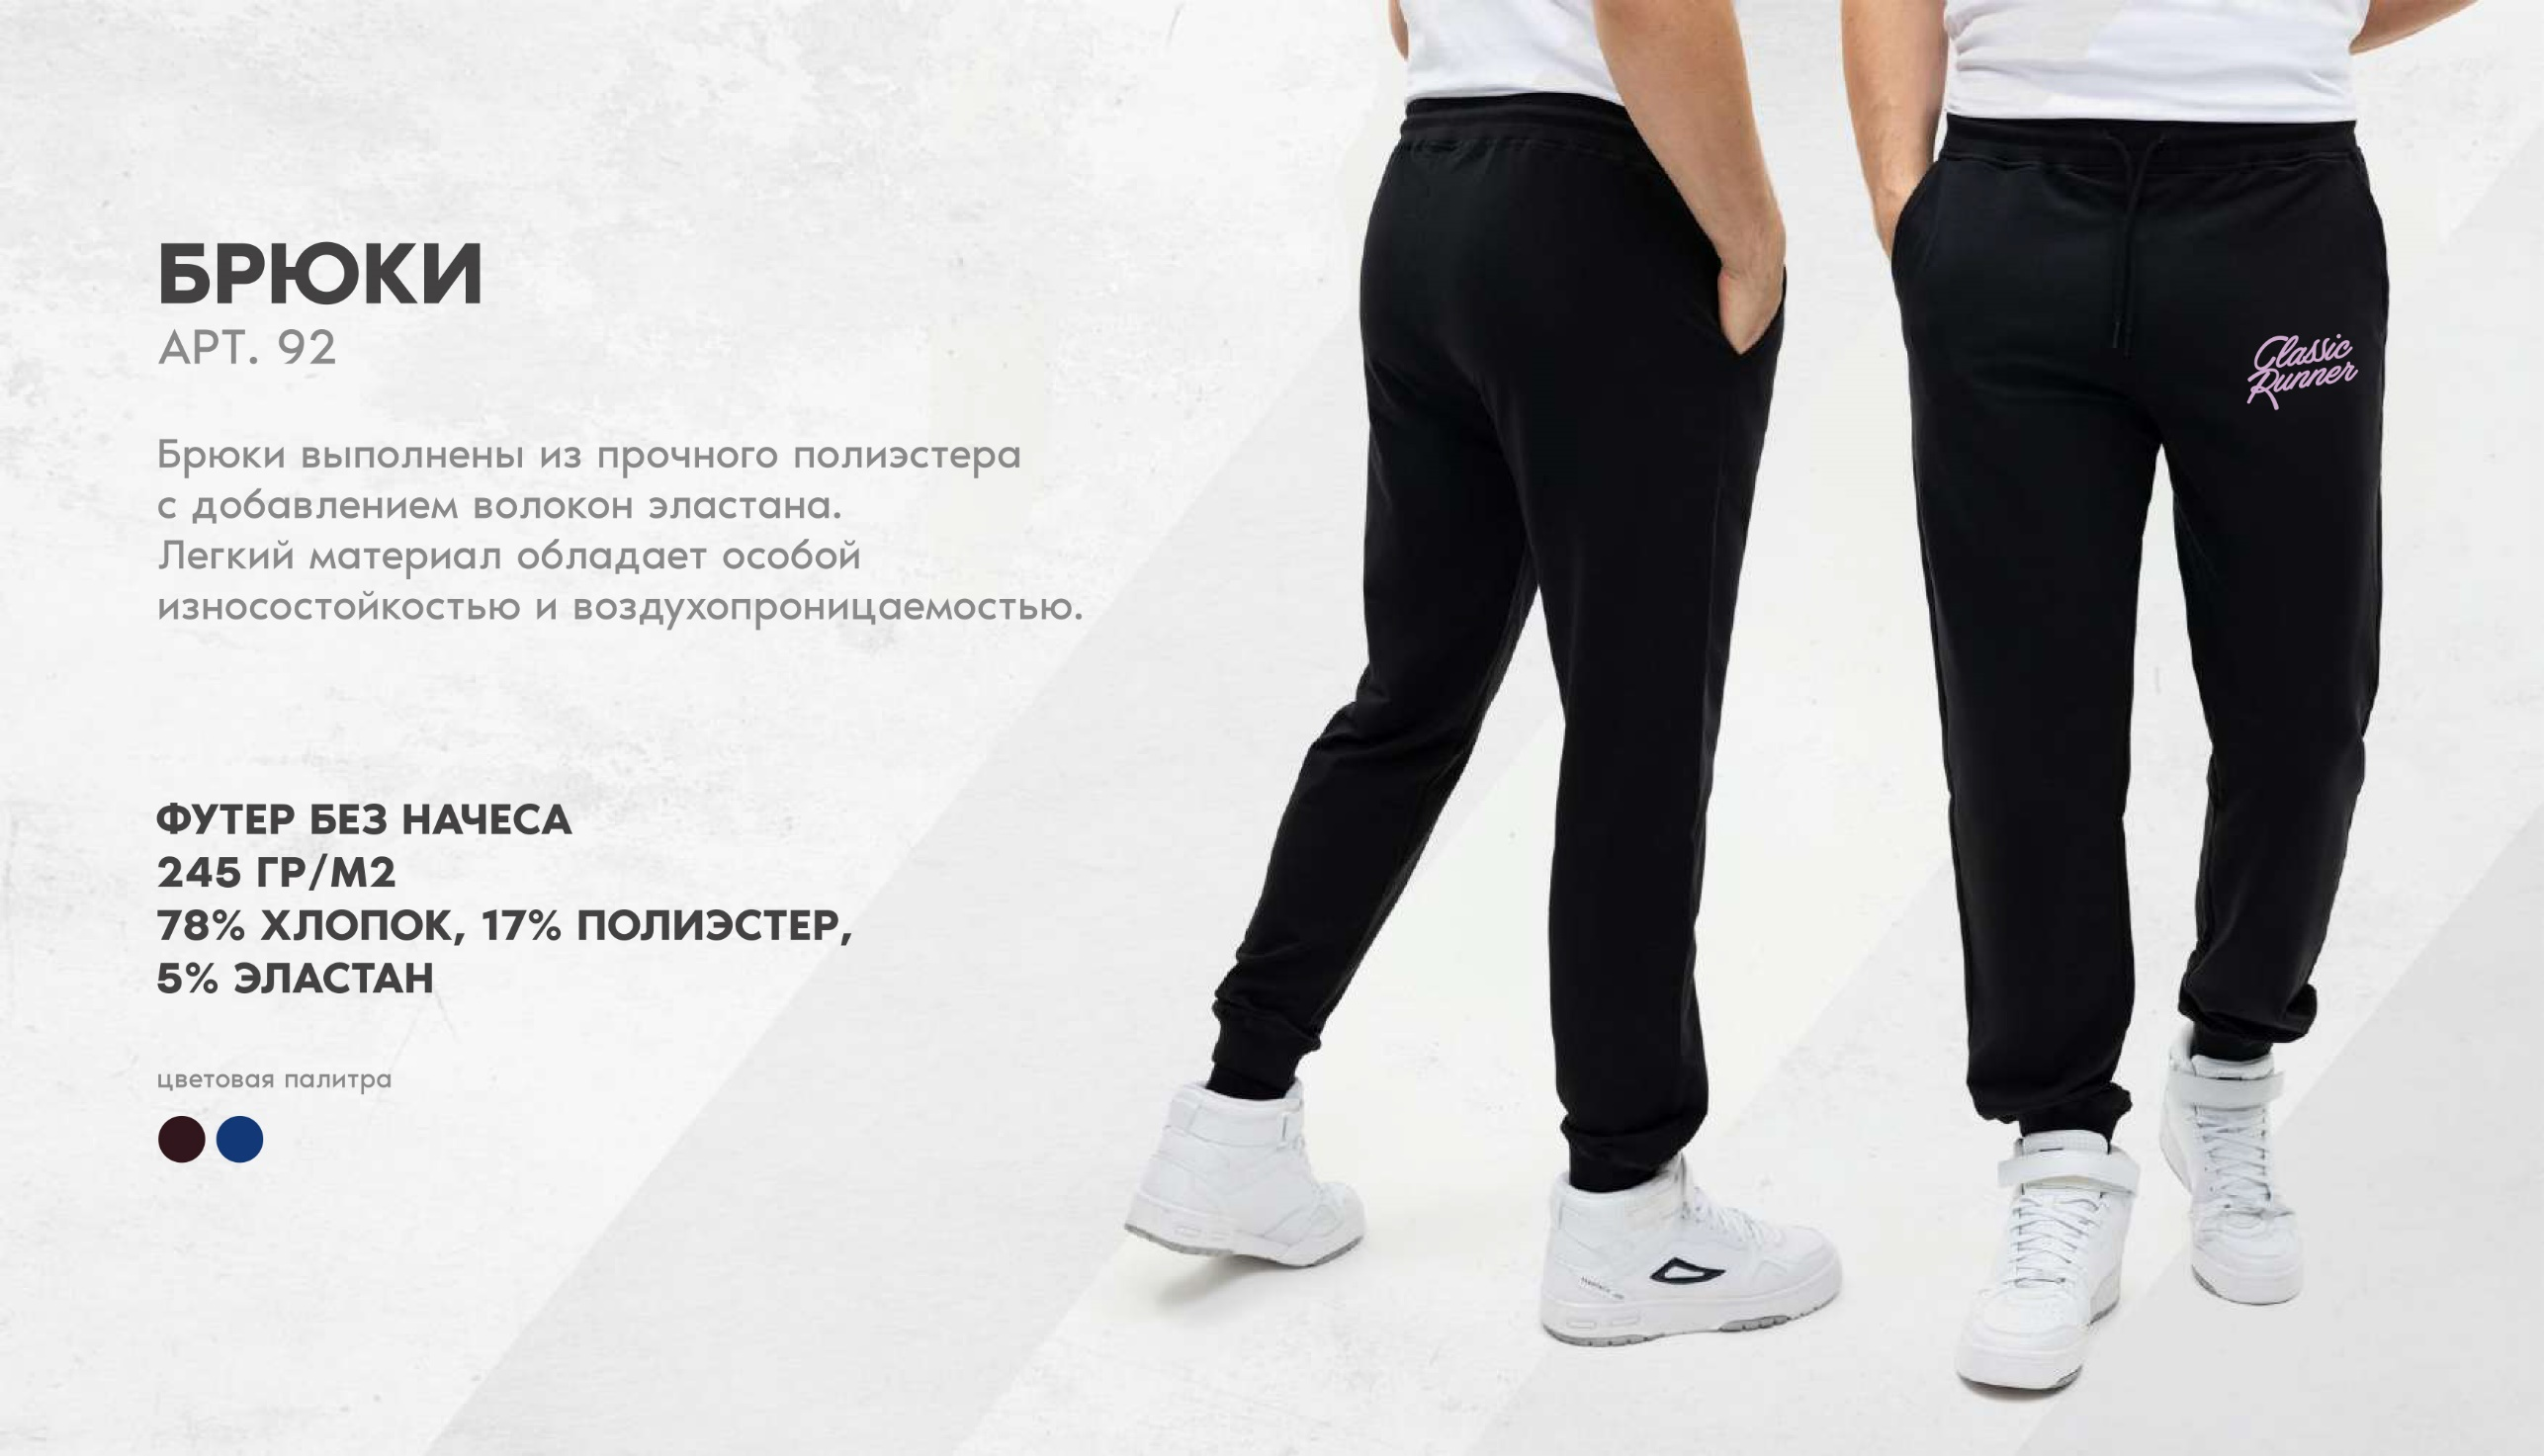 БРЮКИ
АРТ. 92
Брюки выполнены из прочного полиэстера
с добавлением волокон эластана.
Легкий материал обладает особой
износостойкостью и воздухопроницаемостью.
ФУТЕР БЕЗ НАЧЕСА
245 ГР/М2
78% ХЛОПОК, 17% ПОЛИЭСТЕР,
5% ЭЛАСТАН
цветовая палитра
Classic
Runner